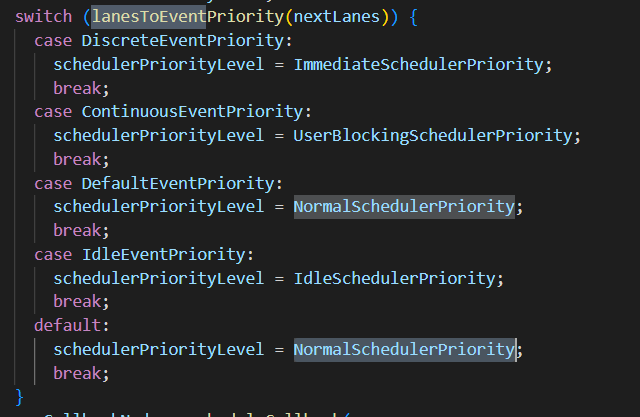 switch (lanesToEventPriority(nextLanes)) {
case DiscreteEventPriority:
schedulerPriorityLevel = ImmediateSchedulerPriority;
break;
case ContinuousEventPriority:
schedulerPriorityLevel = UserBlockingSchedulerPriority;
break;
case DefaultEventPriority:
schedulerPriorityLevel = NormalSchedulerPriority;
break;
case IdleEventPriority:
schedulerPriorityLevel = IdleSchedulerPriority;
break;
default:
schedulerPriorityLevel = NormalSchedulerPriority;
break;
}